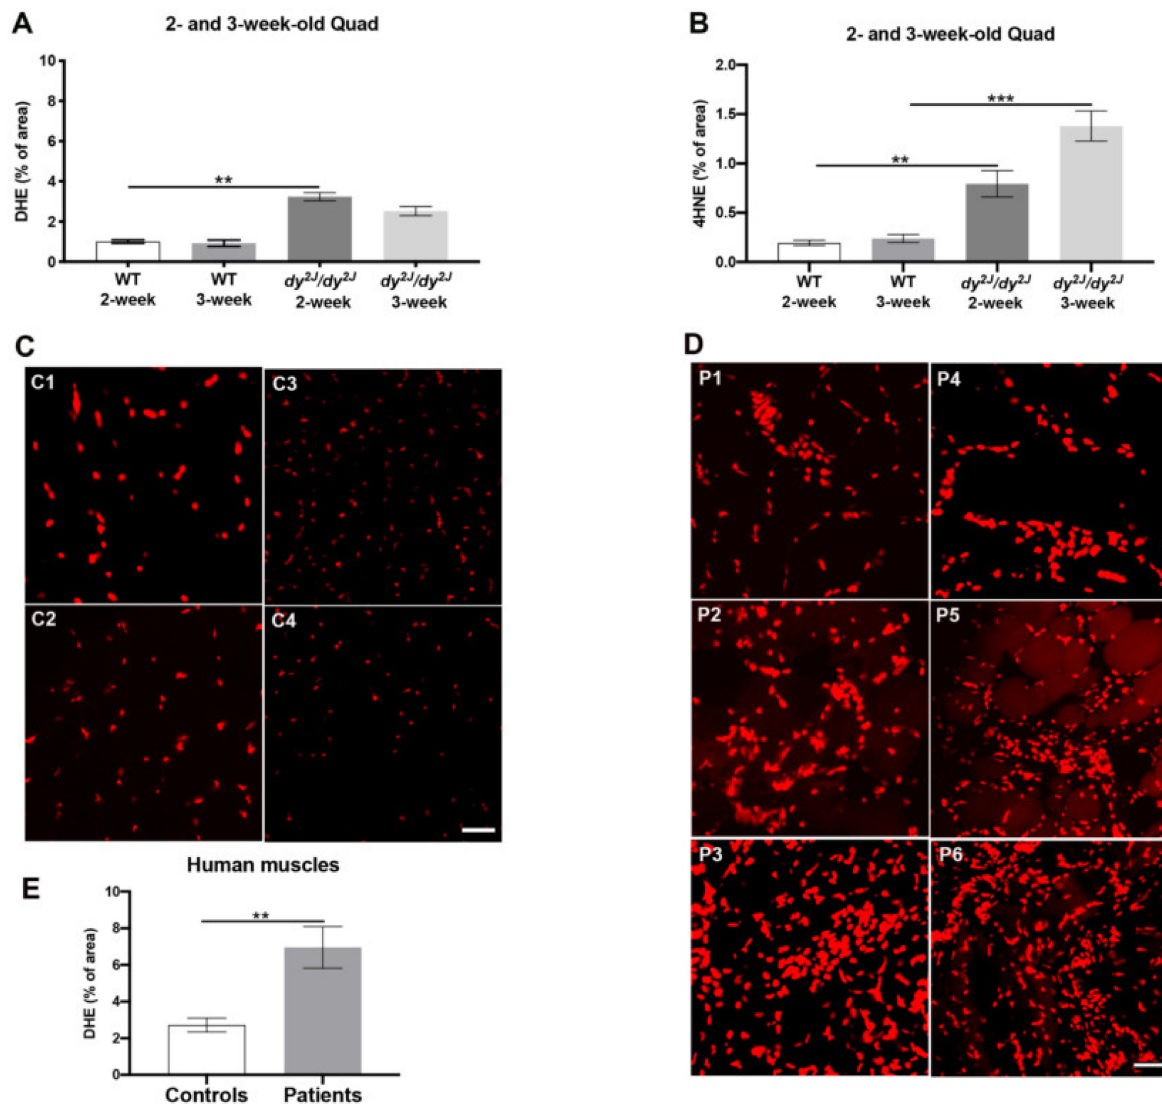 A
2- and 3-week-old Quad
DHE (% of area)
10
8
6
4
2
0
**
WT
2-week
WT
3-week
dy2J/dy2J
2-week
dy2J/dy2J
3-week
B
2- and 3-week-old Quad
4HNE (% of area)
2.0
1.5
1.0
0.5
0.0
***
**
WT
2-week
WT
3-week
dy2J/dy2J
2-week
dy2J/dy2J
3-week
C
C1
C3
C2
C4
D
P1
P4
P2
P5
P3
P6
E
Human muscles
DHE (% of area)
10
8
6
4
2
0
**
Controls
Patients